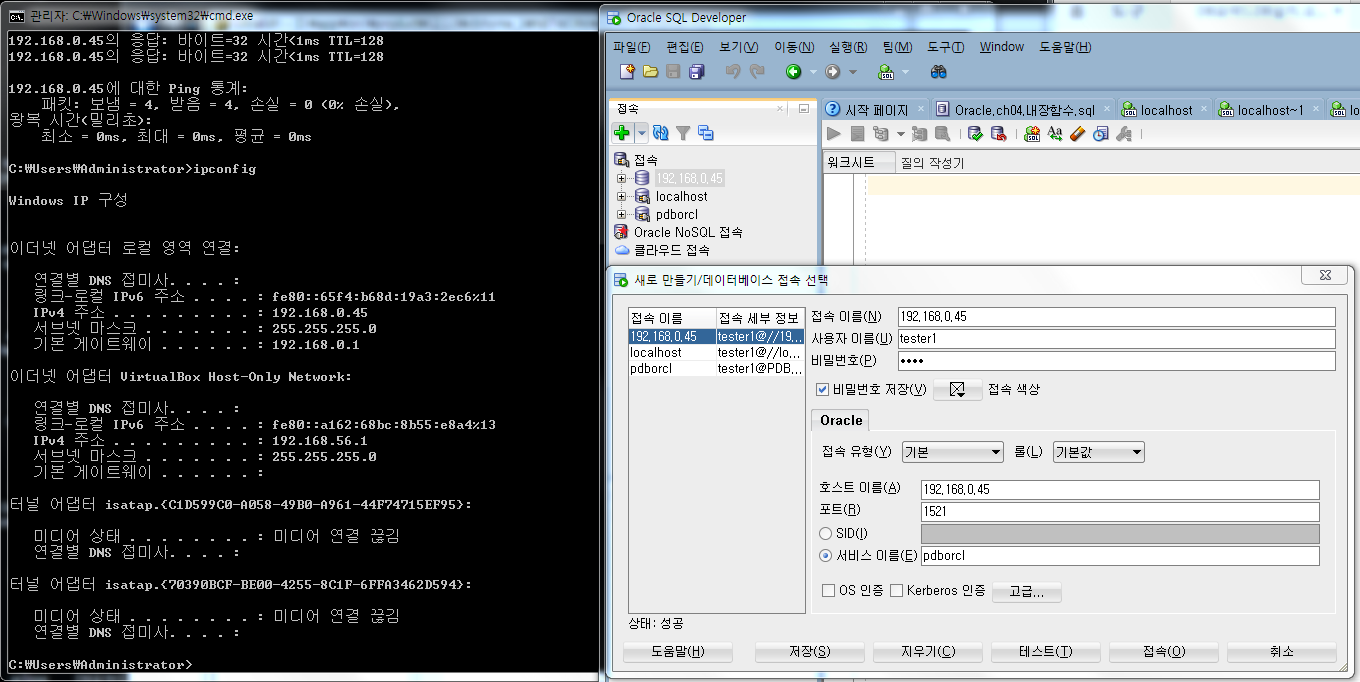 관리자: C:₩Windows₩system32₩cmd.exe
192.168.0.45의 응답: 바이트=32 시간<1ms TTL=128
192.168.0.45의 응답: 바이트=32 시간<1ms TTL=128
192.168.0.45에 대한 Ping 통계:
패킷: 보냄 = 4, 받음 = 4, 손실 = 0 (0% 손실),
왕복 시간(밀리초):
최소 = 0ms, 최대 = 0ms, 평균 = 0ms
C:₩Users₩Administrator>ipconfig
Windows IP 구성
이더넷 어댑터 로컬 영역 연결:
연결별 DNS 접미사. . . . :
링크-로컬 IPv6 주소 . . . . : fe80::65f4:b68d:19a3:2ec6%11
IPv4 주소 . . . . . . . . . : 192.168.0.45
서브넷 마스크 . . . . . . . : 255.255.255.0
기본 게이트웨이 . . . . . . : 192.168.0.1
이더넷 어댑터 VirtualBox Host-Only Network:
연결별 DNS 접미사. . . . :
링크-로컬 IPv6 주소 . . . . : fe80::a162:68bc:8b55:e8a4%13
IPv4 주소 . . . . . . . . . : 192.168.56.1
서브넷 마스크 . . . . . . . : 255.255.255.0
기본 게이트웨이 . . . . . . :
터널 어댑터 isatap.{C1D599C0-A058-49B0-A961-44F74715EF95}:
미디어 상태 . . . . . . . . : 미디어 연결 끊김
연결별 DNS 접미사. . . . :
터널 어댑터 isatap.{70390BCF-BE00-4255-8C1F-6FFA3462D594}:
미디어 상태 . . . . . . . . : 미디어 연결 끊김
연결별 DNS 접미사. . . . :
C:₩Users₩Administrator>
Oracle SQL Developer
파일(F) 편집(E) 보기(V) 이동(N) 실행(R) 팀(M) 도구(T) Window 도움말(H)
접속
접속
192.168.0.45
localhost
pdborcl
Oracle NoSQL 접속
클라우드 접속
시작 페이지 Oracle.ch04.내장함수.sql localhost localhost~1 lo
워크시트 질의 작성기
새로 만들기/데이터베이스 접속 선택
접속 이름 접속 세부 정보
192.168.0.45 tester1@//19...
localhost tester1@//lo...
pdborcl tester1@PDB...
접속 이름(N) 192.168.0.45
사용자 이름(U) tester1
비밀번호(P) ••••
비밀번호 저장(V) 접속 색상
Oracle
접속 유형(Y) 기본 롤(L) 기본값
호스트 이름(A) 192.168.0.45
포트(R) 1521
SID(I)
서비스 이름(E) pdborcl
OS 인증 Kerberos 인증 고급...
상태: 성공
도움말(H) 저장(S) 지우기(C) 테스트(T) 접속(O) 취소